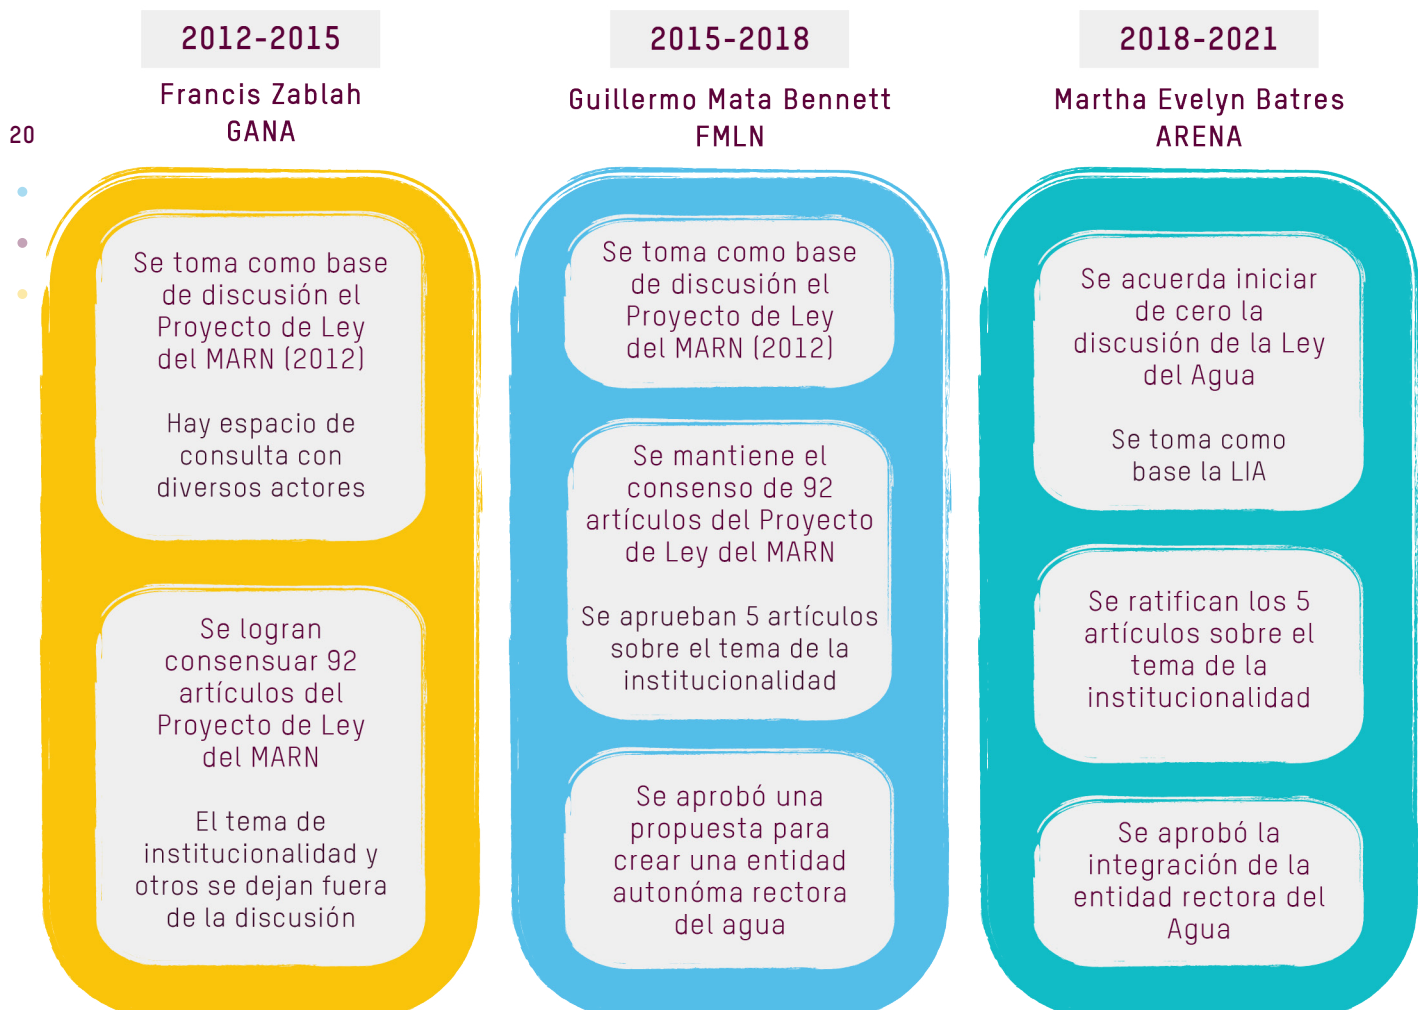 20
2012-2015
Francis Zablah
GANA
Se toma como base
de discusión el
Proyecto de Ley
del MARN (2012)
Hay espacio de
consulta con
diversos actores
Se logran
consensuar 92
artículos del
Proyecto de Ley
del MARN
El tema de
institucionalidad y
otros se dejan fuera
de la discusión
2015-2018
Guillermo Mata Bennett
FMLN
Se toma como base
de discusión el
Proyecto de Ley
del MARN (2012)
Se mantiene el
consenso de 92
artículos del Proyecto
de Ley del MARN
Se aprueban 5 artículos
sobre el tema de la
institucionalidad
Se aprobó una
propuesta para
crear una entidad
autonóma rectora
del agua
2018-2021
Martha Evelyn Batres
ARENA
Se acuerda iniciar
de cero la
discusión de la Ley
del Agua
Se toma como
base la LIA
Se ratifican los 5
artículos sobre el
tema de la
institucionalidad
Se aprobó la
integración de la
entidad rectora del
Agua